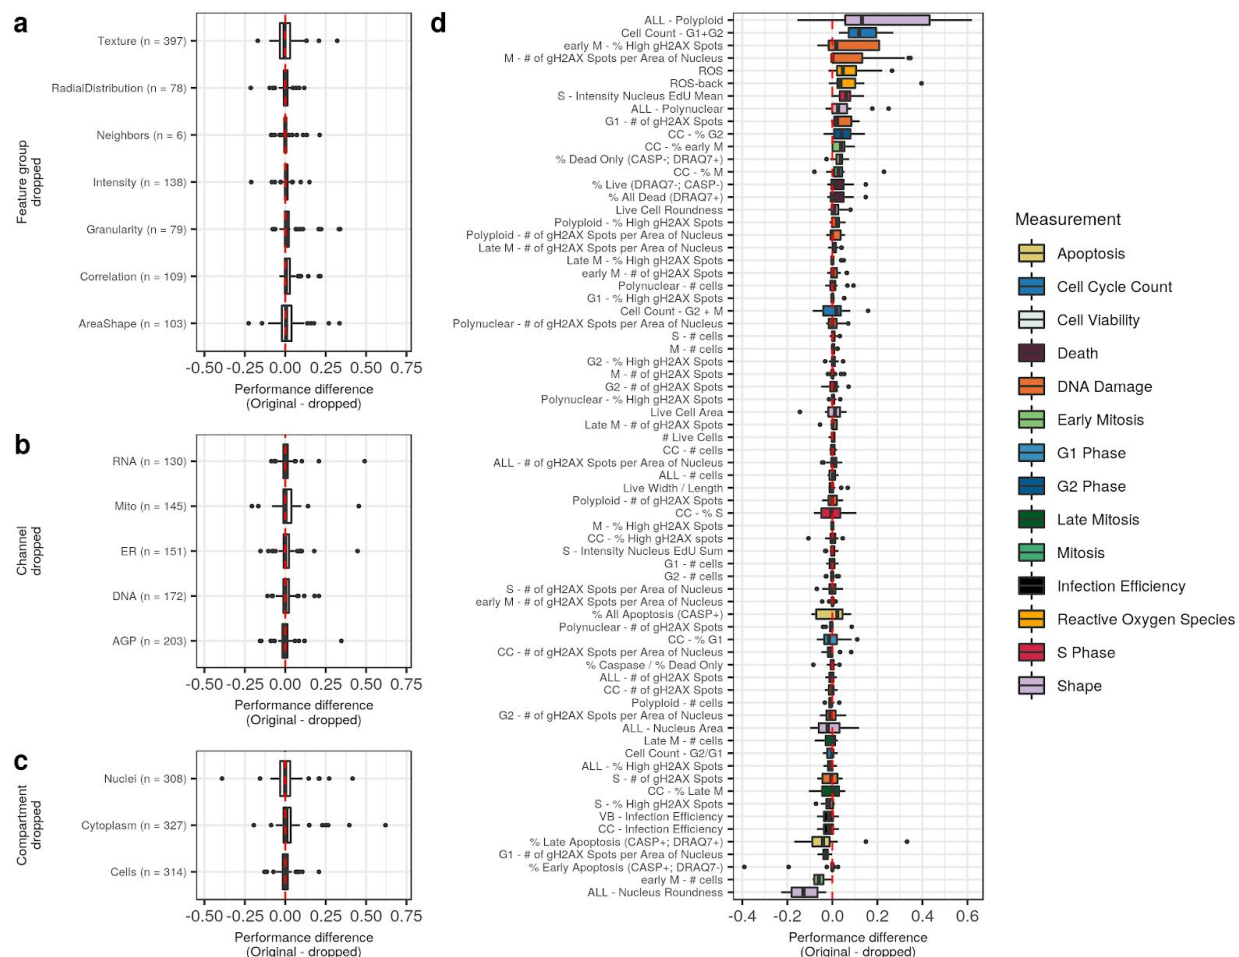 a
Feature group
dropped
Texture (n = 397)
RadialDistribution (n = 78)
Neighbors (n = 6)
Intensity (n = 138)
Granularity (n = 79)
Correlation (n = 109)
AreaShape (n = 103)
-0.50 -0.25 0.00 0.25 0.50 0.75
Performance difference
(Original - dropped)
b
Channel
dropped
RNA (n = 130)
Mito (n = 145)
ER (n = 151)
DNA (n = 172)
AGP (n = 203)
-0.50 -0.25 0.00 0.25 0.50 0.75
Performance difference
(Original - dropped)
c
Compartment
dropped
Nuclei (n = 308)
Cytoplasm (n = 327)
Cells (n = 314)
-0.50 -0.25 0.00 0.25 0.50 0.75
Performance difference
(Original - dropped)
d
ALL - Polyploid
Cell Count - G1+G2
early M - % High gH2AX Spots
M - # of gH2AX Spots per Area of Nucleus
ROS
ROS-back
S - Intensity Nucleus EdU Mean
ALL - Polynuclear
G1 - # of gH2AX Spots
CC - % G2
CC - % early M
% Dead Only (CASP-; DRAQ7+)
CC - % M
% Live (DRAQ7-; CASP-)
% All Dead (DRAQ7+)
Live Cell Roundness
Polyploid - % High gH2AX Spots
Polyploid - # of gH2AX Spots per Area of Nucleus
Late M - # of gH2AX Spots per Area of Nucleus
Late M - % High gH2AX Spots
early M - # of gH2AX Spots
Polynuclear - # cells
G1 - % High gH2AX Spots
Cell Count - G2 + M
Polynuclear - # of gH2AX Spots per Area of Nucleus
S - # cells
M - # cells
G2 - % High gH2AX Spots
M - # of gH2AX Spots
G2 - # of gH2AX Spots
Polynuclear - % High gH2AX Spots
Live Cell Area
Late M - # of gH2AX Spots
# Live Cells
CC - # cells
ALL - # of gH2AX Spots per Area of Nucleus
ALL - # cells
Live Width / Length
Polyploid - # of gH2AX Spots
CC - % S
M - % High gH2AX Spots
CC - % High gH2AX spots
S - Intensity Nucleus EdU Sum
G1 - # cells
G2 - # cells
S - # of gH2AX Spots per Area of Nucleus
early M - # of gH2AX Spots per Area of Nucleus
% All Apoptosis (CASP+)
Polynuclear - # of gH2AX Spots
CC - % G1
CC - # of gH2AX Spots per Area of Nucleus
% Caspase / % Dead Only
ALL - # of gH2AX Spots
CC - # of gH2AX Spots
Polyploid - # cells
G2 - # of gH2AX Spots per Area of Nucleus
ALL - Nucleus Area
Late M - # cells
Cell Count - G2/G1
ALL - % High gH2AX Spots
S - # of gH2AX Spots
CC - % Late M
S - % High gH2AX Spots
VB - Infection Efficiency
CC - Infection Efficiency
% Late Apoptosis (CASP+; DRAQ7+)
G1 - # of gH2AX Spots per Area of Nucleus
% Early Apoptosis (CASP+; DRAQ7-)
early M - # cells
ALL - Nucleus Roundness
-0.4 -0.2 0.0 0.2 0.4 0.6
Performance difference
(Original - dropped)
Measurement
Apoptosis
Cell Cycle Count
Cell Viability
Death
DNA Damage
Early Mitosis
G1 Phase
G2 Phase
Late Mitosis
Mitosis
Infection Efficiency
Reactive Oxygen Species
S Phase
Shape